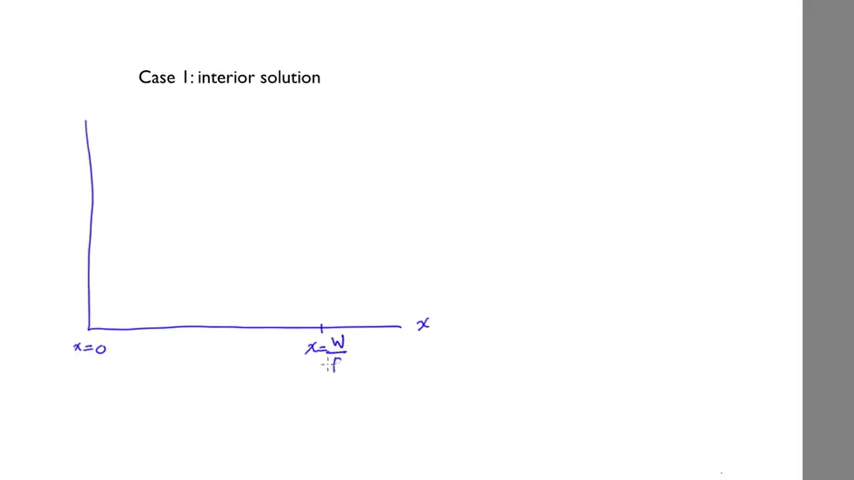 Case 1: interior solution
x
x=0
x=W/P